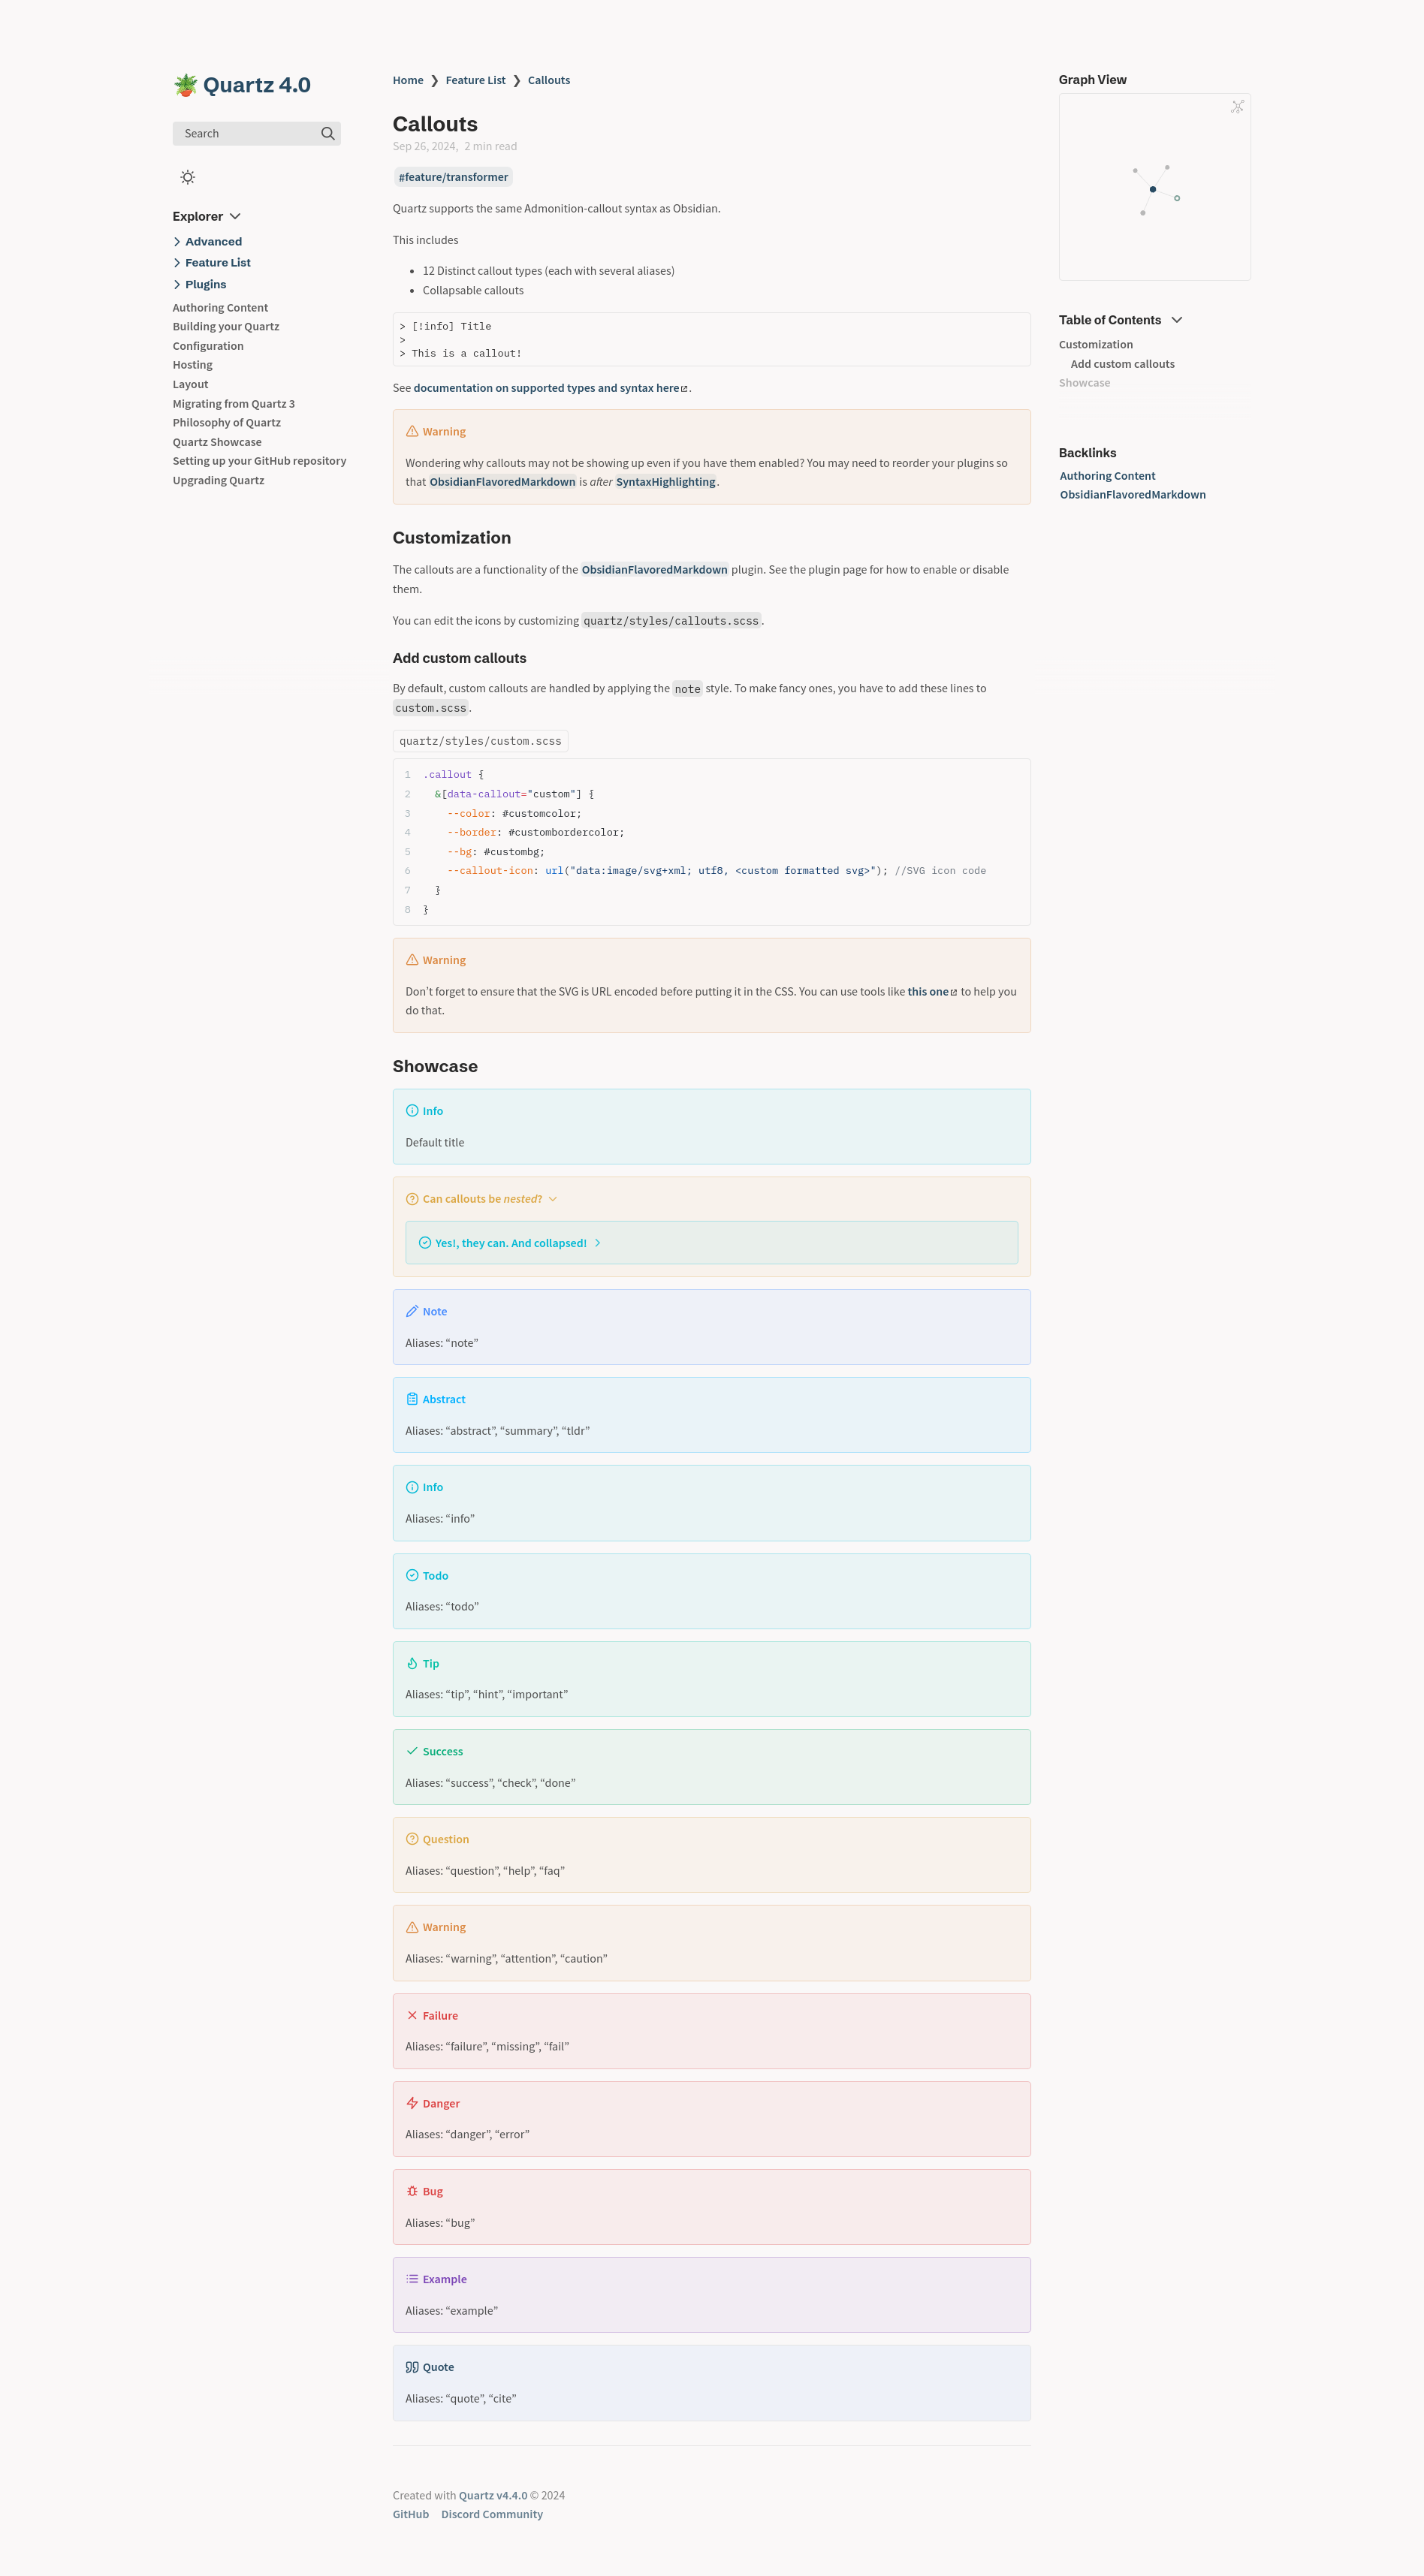 🪴 Quartz 4.0
Search
Explorer
Advanced
Feature List
Plugins
Authoring Content
Building your Quartz
Configuration
Hosting
Layout
Migrating from Quartz 3
Philosophy of Quartz
Quartz Showcase
Setting up your GitHub repository
Upgrading Quartz
Home ❯ Feature List ❯ Callouts
Callouts
Sep 26, 2024, 2 min read
#feature/transformer
Quartz supports the same Admonition-callout syntax as Obsidian.
This includes
• 12 Distinct callout types (each with several aliases)
• Collapsable callouts
> [!info] Title
>
> This is a callout!
See documentation on supported types and syntax here.
Warning
Wondering why callouts may not be showing up even if you have them enabled? You may need to reorder your plugins so
that ObsidianFlavoredMarkdown is after SyntaxHighlighting.
Customization
The callouts are a functionality of the ObsidianFlavoredMarkdown plugin. See the plugin page for how to enable or disable
them.
You can edit the icons by customizing quartz/styles/callouts.scss.
Add custom callouts
By default, custom callouts are handled by applying the note style. To make fancy ones, you have to add these lines to
custom.scss.
quartz/styles/custom.scss
1 .callout {
2   &[data-callout="custom"] {
3     --color: #customcolor;
4     --border: #custombordercolor;
5     --bg: #custombg;
6     --callout-icon: url("data:image/svg+xml; utf8, <custom formatted svg>"); //SVG icon code
7   }
8 }
Warning
Don’t forget to ensure that the SVG is URL encoded before putting it in the CSS. You can use tools like this one to help you
do that.
Showcase
Info
Default title
Can callouts be nested?
Yes!, they can. And collapsed!
Note
Aliases: “note”
Abstract
Aliases: “abstract”, “summary”, “tldr”
Info
Aliases: “info”
Todo
Aliases: “todo”
Tip
Aliases: “tip”, “hint”, “important”
Success
Aliases: “success”, “check”, “done”
Question
Aliases: “question”, “help”, “faq”
Warning
Aliases: “warning”, “attention”, “caution”
Failure
Aliases: “failure”, “missing”, “fail”
Danger
Aliases: “danger”, “error”
Bug
Aliases: “bug”
Example
Aliases: “example”
Quote
Aliases: “quote”, “cite”
Created with Quartz v4.4.0 © 2024
GitHub Discord Community
Graph View
Table of Contents
Customization
Add custom callouts
Showcase
Backlinks
Authoring Content
ObsidianFlavoredMarkdown